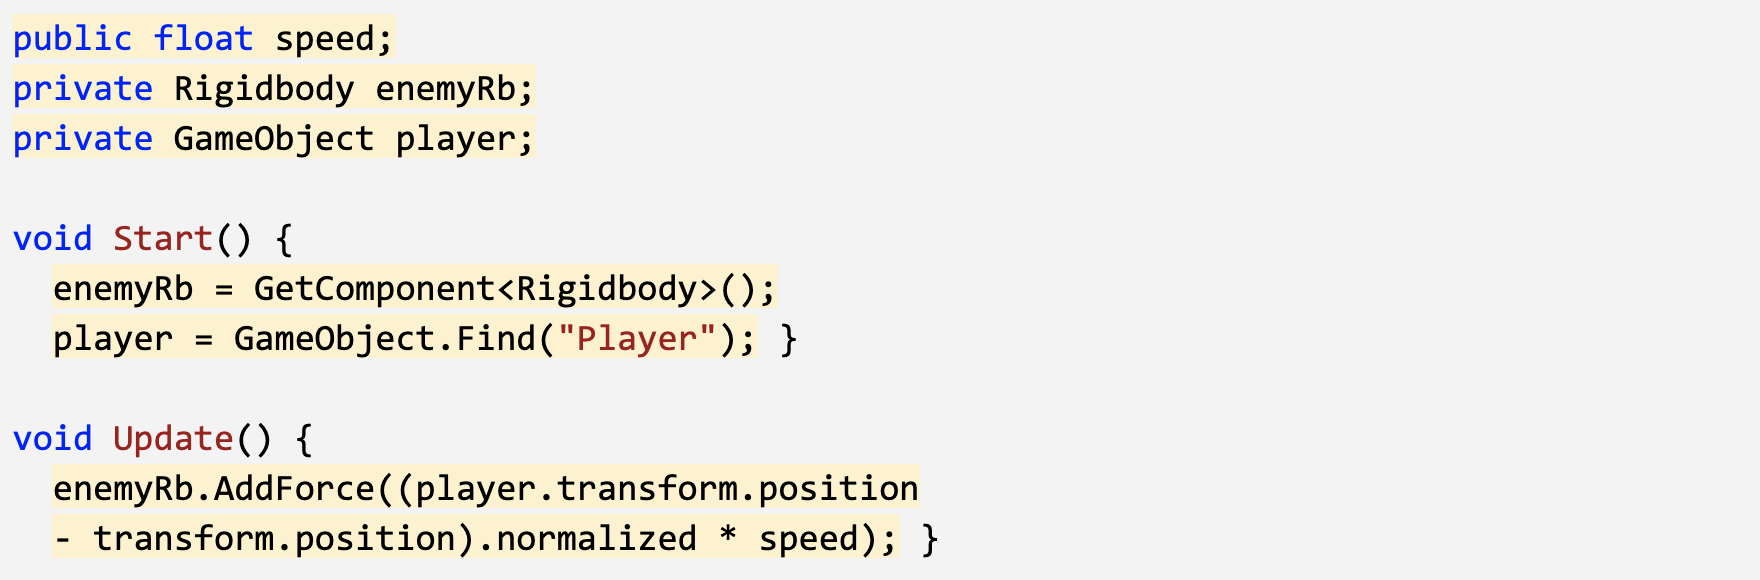 public float speed;
private Rigidbody enemyRb;
private GameObject player;

void Start() {
  enemyRb = GetComponent<Rigidbody>();
  player = GameObject.Find("Player"); }

void Update() {
  enemyRb.AddForce((player.transform.position
  - transform.position).normalized * speed); }